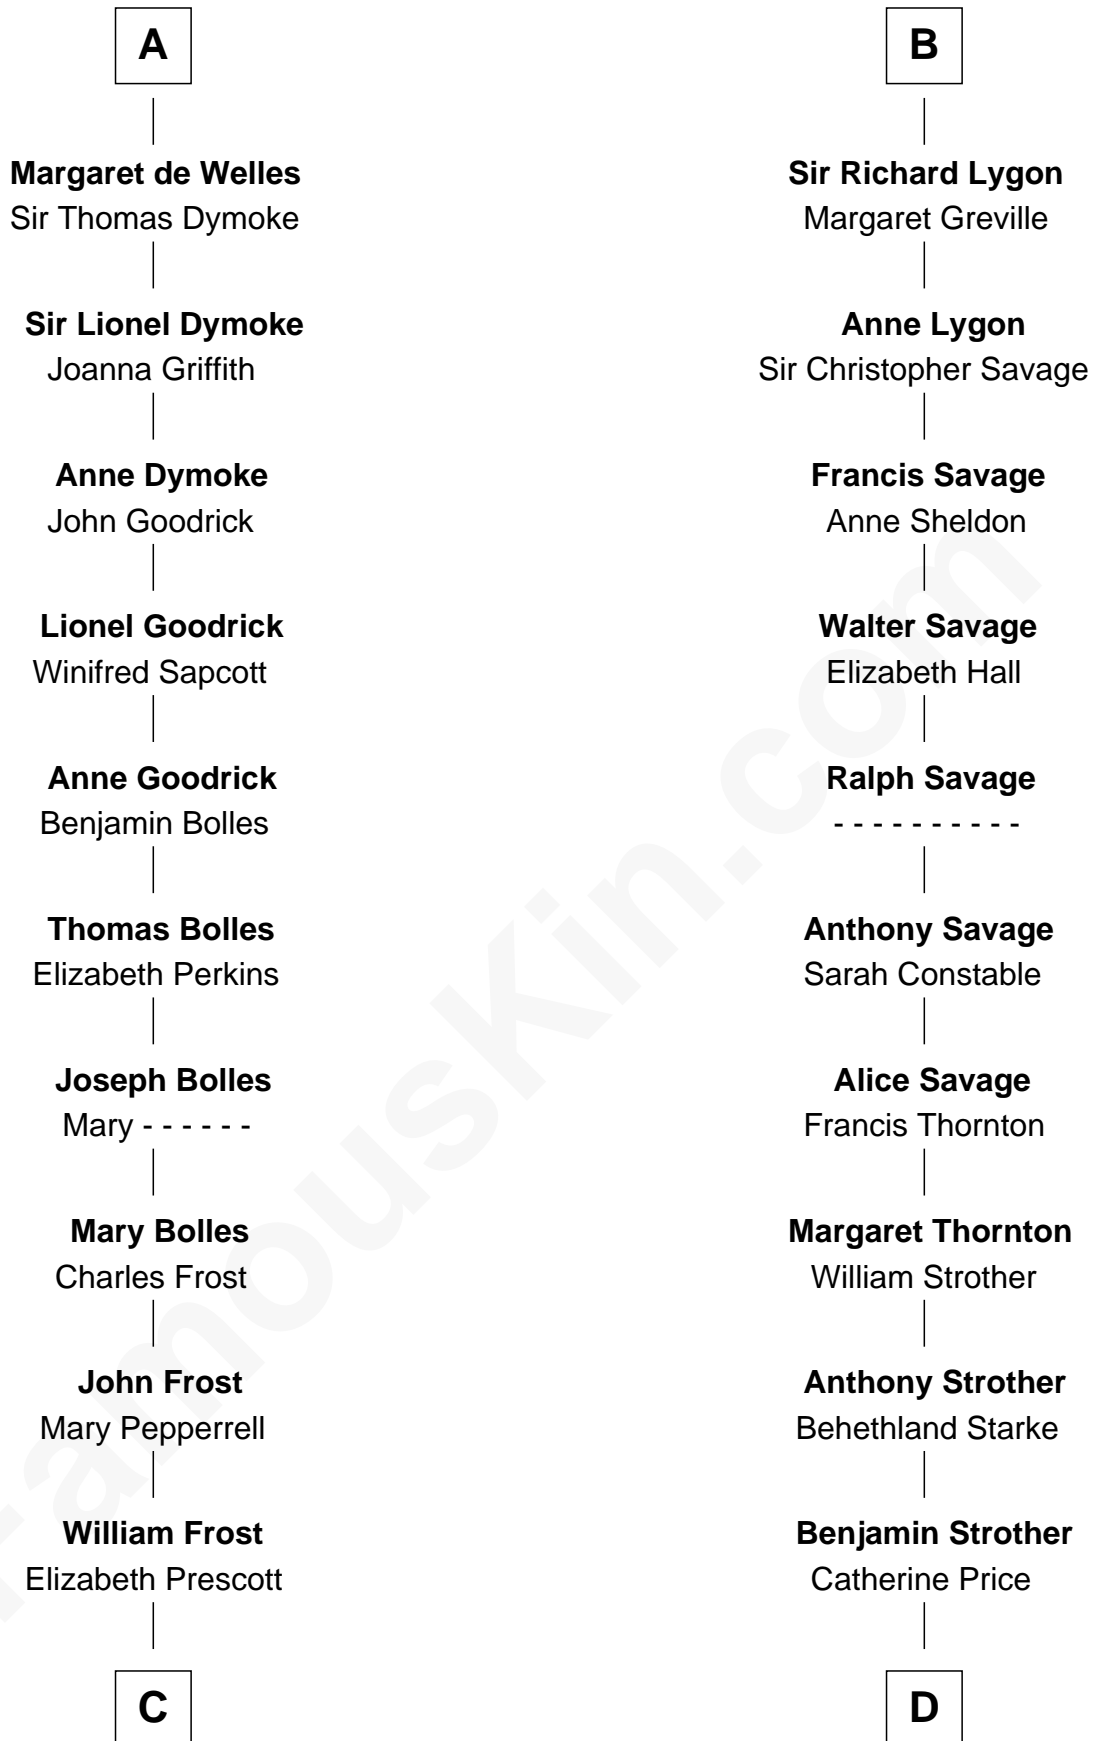 A
Margaret de Welles
Sir Thomas Dymoke
Sir Lionel Dymoke
Joanna Griffith
Anne Dymoke
John Goodrick
Lionel Goodrick
Winifred Sapcott
Anne Goodrick
Benjamin Bolles
Thomas Bolles
Elizabeth Perkins
Joseph Bolles
Mary - - - - - -
Mary Bolles
Charles Frost
John Frost
Mary Pepperrell
William Frost
Elizabeth Prescott
C
B
Sir Richard Lygon
Margaret Greville
Anne Lygon
Sir Christopher Savage
Francis Savage
Anne Sheldon
Walter Savage
Elizabeth Hall
Ralph Savage
- - - - - - - - - -
Anthony Savage
Sarah Constable
Alice Savage
Francis Thornton
Margaret Thornton
William Strother
Anthony Strother
Behethland Starke
Benjamin Strother
Catherine Price
D
FamousKin.com